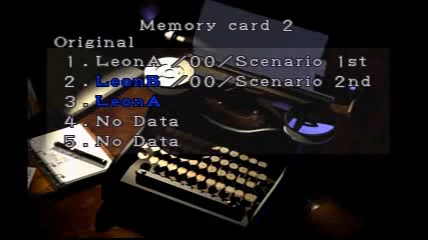 Memory card 2
Original
1.LeonA /00/Scenario 1st
2.LeonB /00/Scenario 2nd
3.LeonA
4.No Data
5.No Data